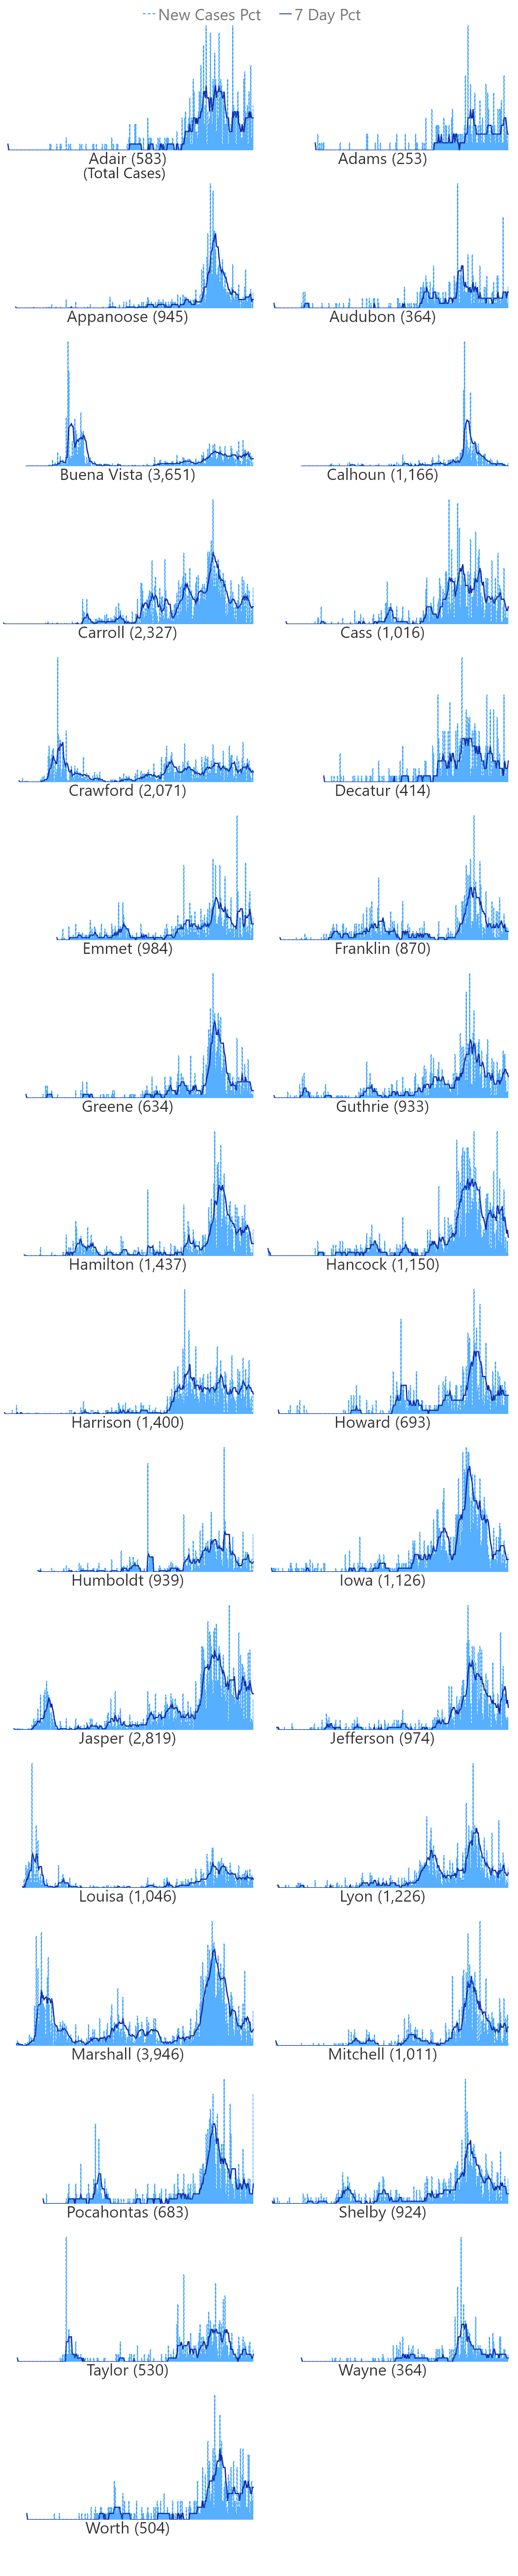 New Cases Pct 7 Day Pct
Adair (583) Adams (253)
(Total Cases)
Appanoose (945) Audubon (364)
Buena Vista (3,651) Calhoun (1,166)
Carroll (2,327) Cass (1,016)
Crawford (2,071) Decatur (414)
Emmet (984) Franklin (870)
Greene (634) Guthrie (933)
Hamilton (1,437) Hancock (1,150)
Harrison (1,400) Howard (693)
Humboldt (939) Iowa (1,126)
Jasper (2,819) Jefferson (974)
Louisa (1,046) Lyon (1,226)
Marshall (3,946) Mitchell (1,011)
Pocahontas (683) Shelby (924)
Taylor (530) Wayne (364)
Worth (504)